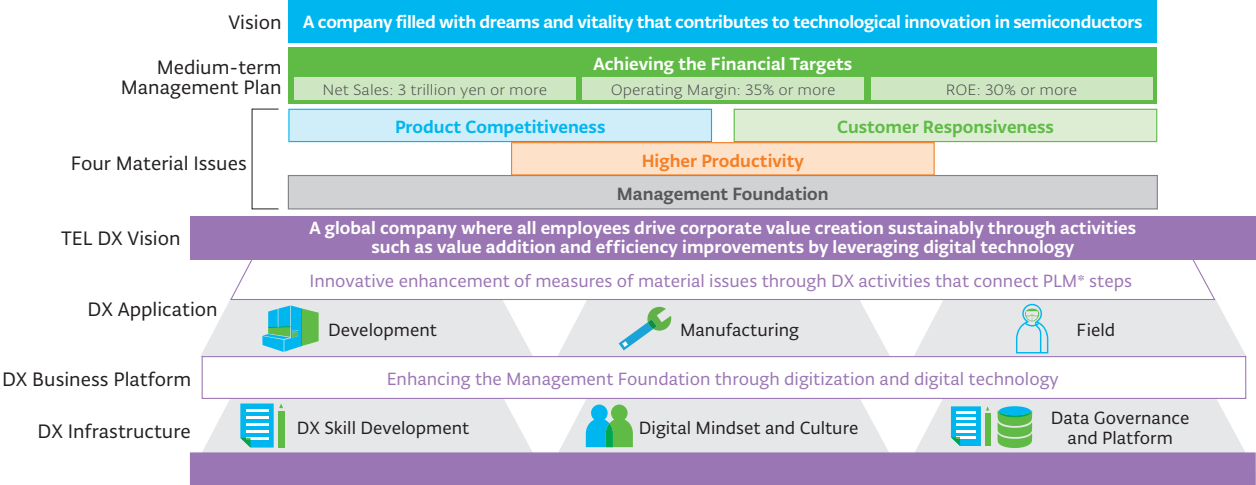 Vision
A company filled with dreams and vitality that contributes to technological innovation in semiconductors
Medium-term
Management Plan
Achieving the Financial Targets
Net Sales: 3 trillion yen or more
Operating Margin: 35% or more
ROE: 30% or more
Four Material Issues
Product Competitiveness
Customer Responsiveness
Higher Productivity
Management Foundation
TEL DX Vision
A global company where all employees drive corporate value creation sustainably through activities
such as value addition and efficiency improvements by leveraging digital technology
DX Application
Innovative enhancement of measures of material issues through DX activities that connect PLM* steps
Development
Manufacturing
Field
DX Business Platform
Enhancing the Management Foundation through digitization and digital technology
DX Infrastructure
DX Skill Development
Digital Mindset and Culture
Data Governance
and Platform